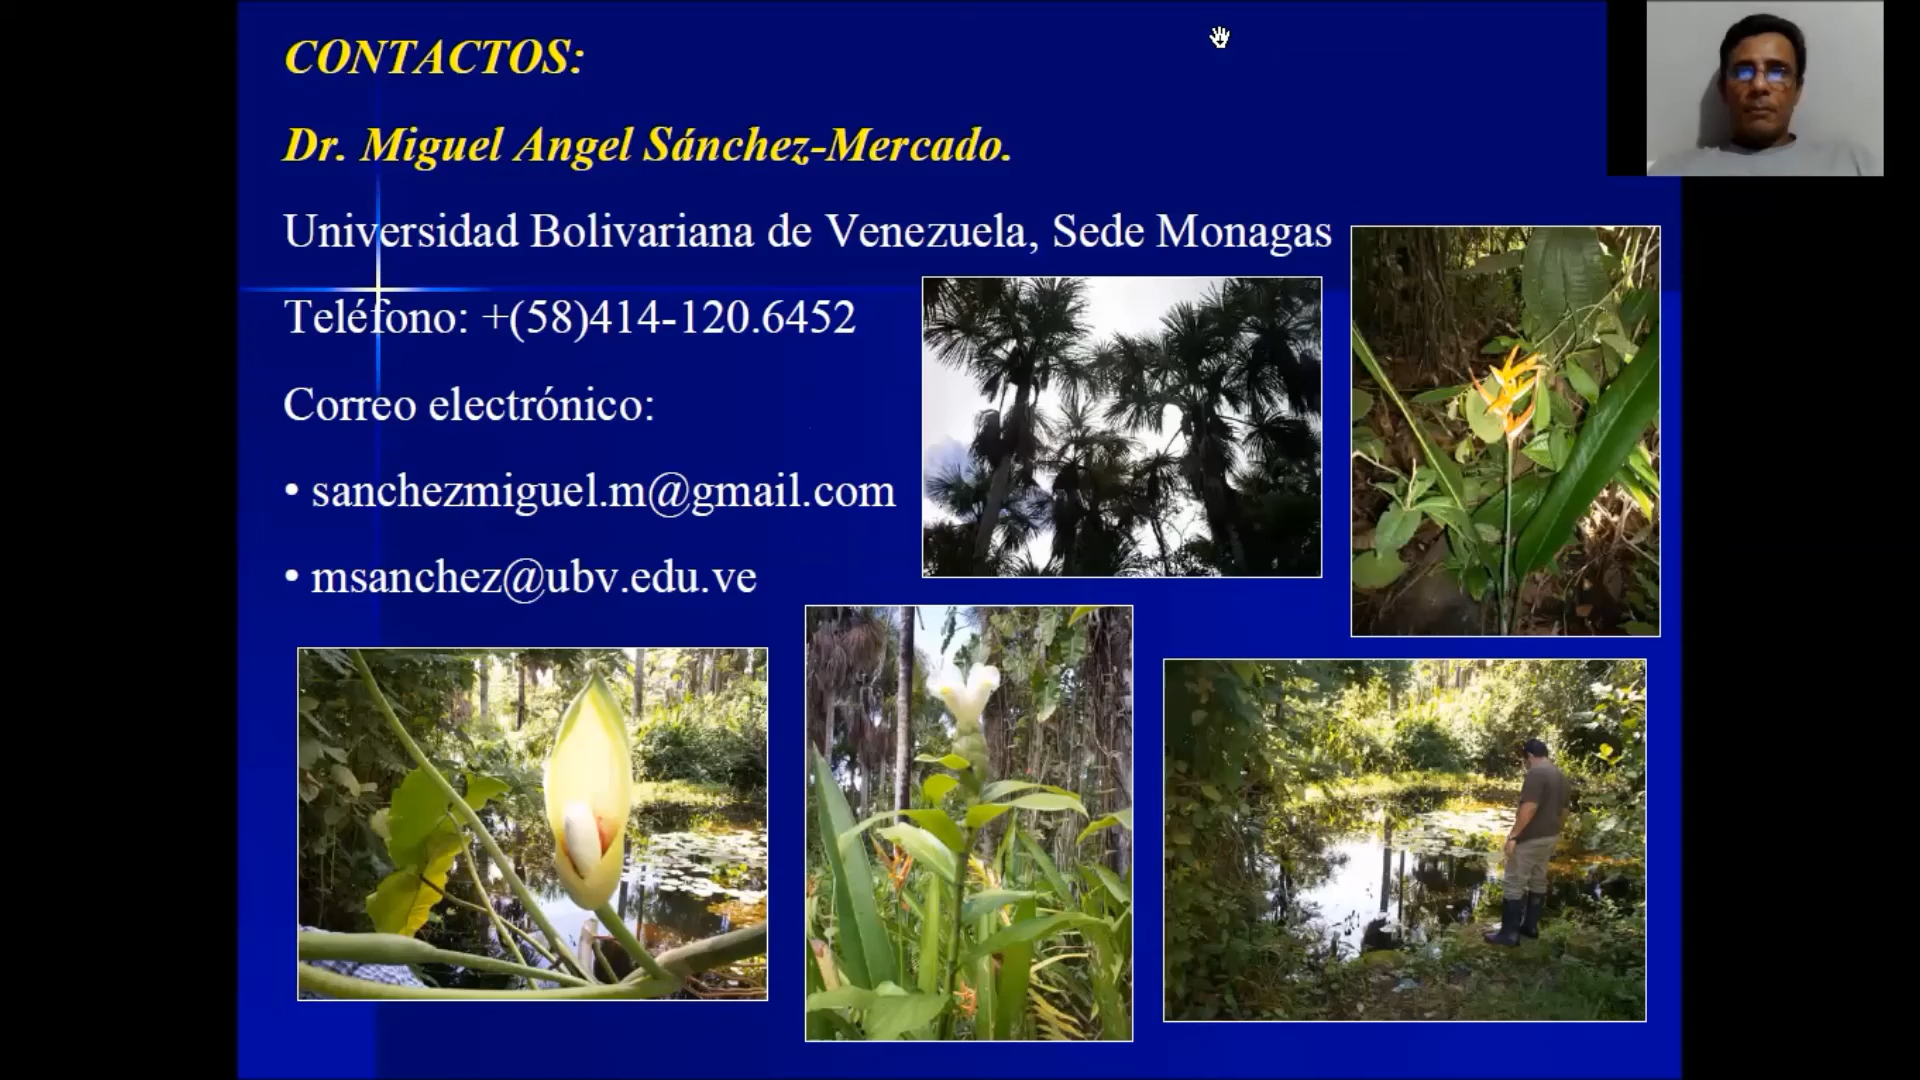 CONTACTOS:
Dr. Miguel Angel Sánchez-Mercado.
Universidad Bolivariana de Venezuela, Sede Monagas
Teléfono: +(58)414-120.6452
Correo electrónico:
• sanchezmiguel.m@gmail.com
• msanchez@ubv.edu.ve